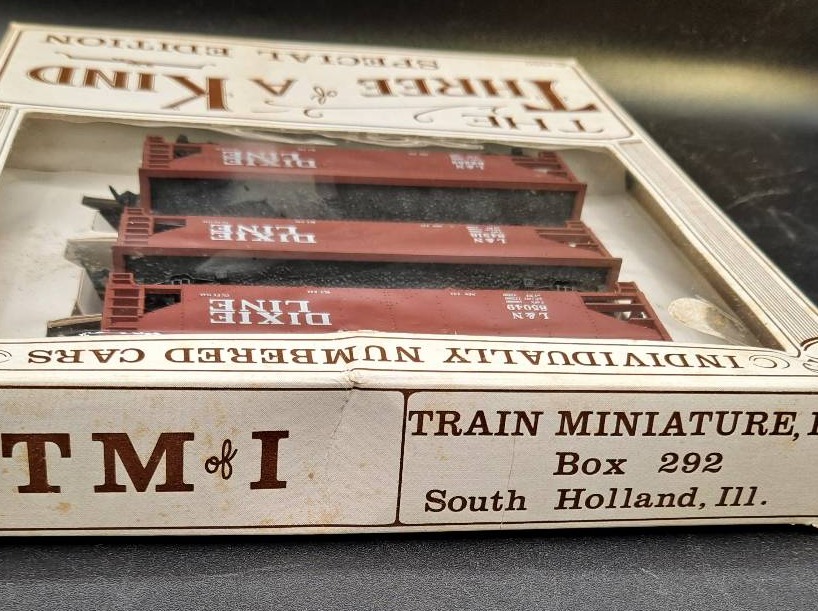 THE
THREE of A KIND
SPECIAL EDITION
L & N
DIXIE
LINE
L & N
DIXIE
LINE
L & N
85049
DIXIE
LINE
INDIVIDUALLY NUMBERED CARS
TM of I
TRAIN MINIATURE,
Box 292
South Holland, Ill.